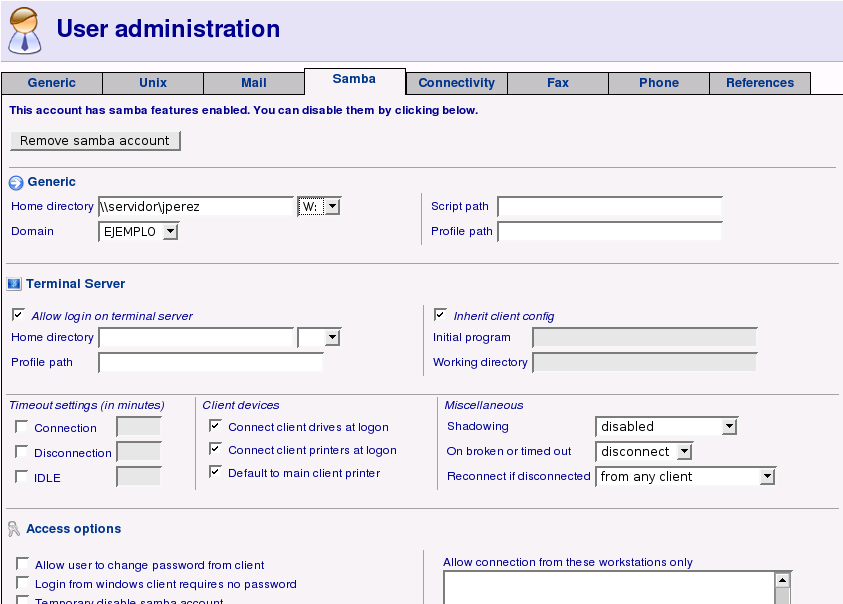 User administration
Generic Unix Mail Samba Connectivity Fax Phone References
This account has samba features enabled. You can disable them by clicking below.
Remove samba account
Generic
Home directory \\servidor\jperez W:
Script path
Domain EJEMPLO
Profile path
Terminal Server
Allow login on terminal server
Inherit client config
Home directory
Initial program
Profile path
Working directory
Timeout settings (in minutes)
Connection
Disconnection
IDLE
Client devices
Connect client drives at logon
Connect client printers at logon
Default to main client printer
Miscellaneous
Shadowing disabled
On broken or timed out disconnect
Reconnect if disconnected from any client
Access options
Allow user to change password from client
Login from windows client requires no password
Temporary disable samba account
Allow connection from these workstations only